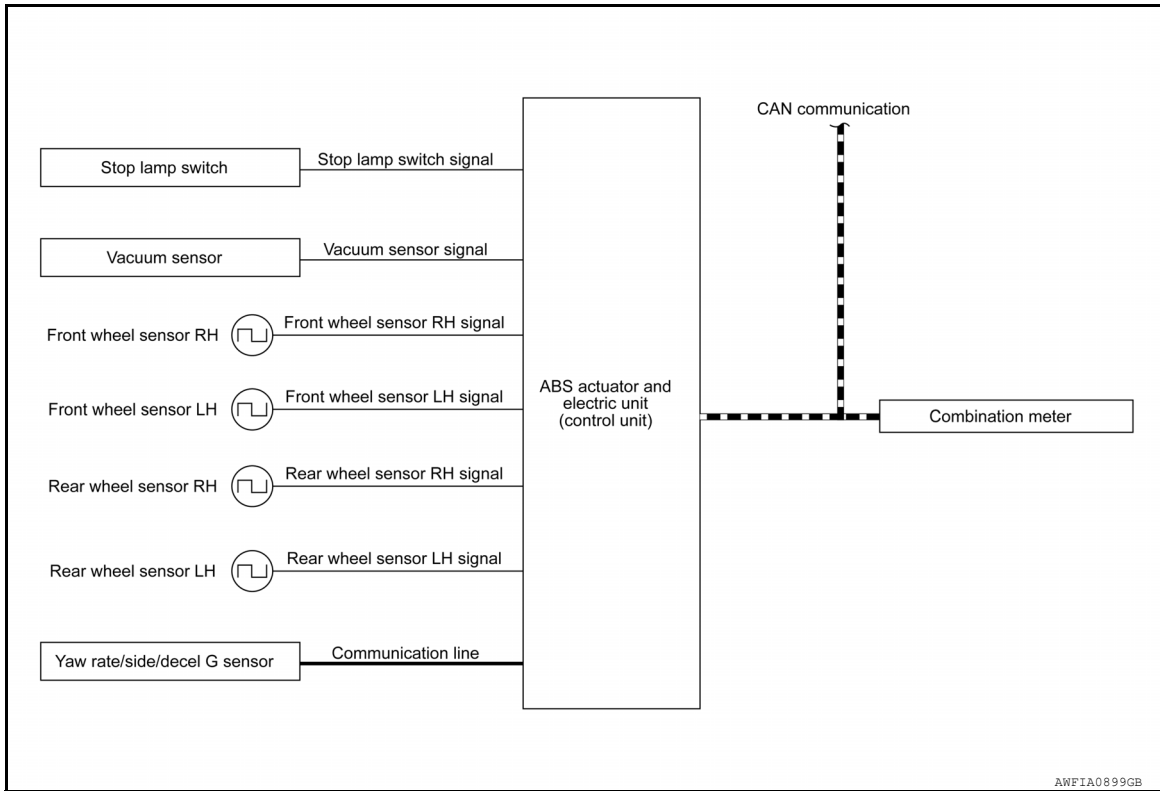 CAN communication
Stop lamp switch
Stop lamp switch signal
Vacuum sensor
Vacuum sensor signal
Front wheel sensor RH
Front wheel sensor RH signal
Front wheel sensor LH
Front wheel sensor LH signal
ABS actuator and
electric unit
(control unit)
Combination meter
Rear wheel sensor RH
Rear wheel sensor RH signal
Rear wheel sensor LH
Rear wheel sensor LH signal
Yaw rate/side/decel G sensor
Communication line
AWFIA0899GB